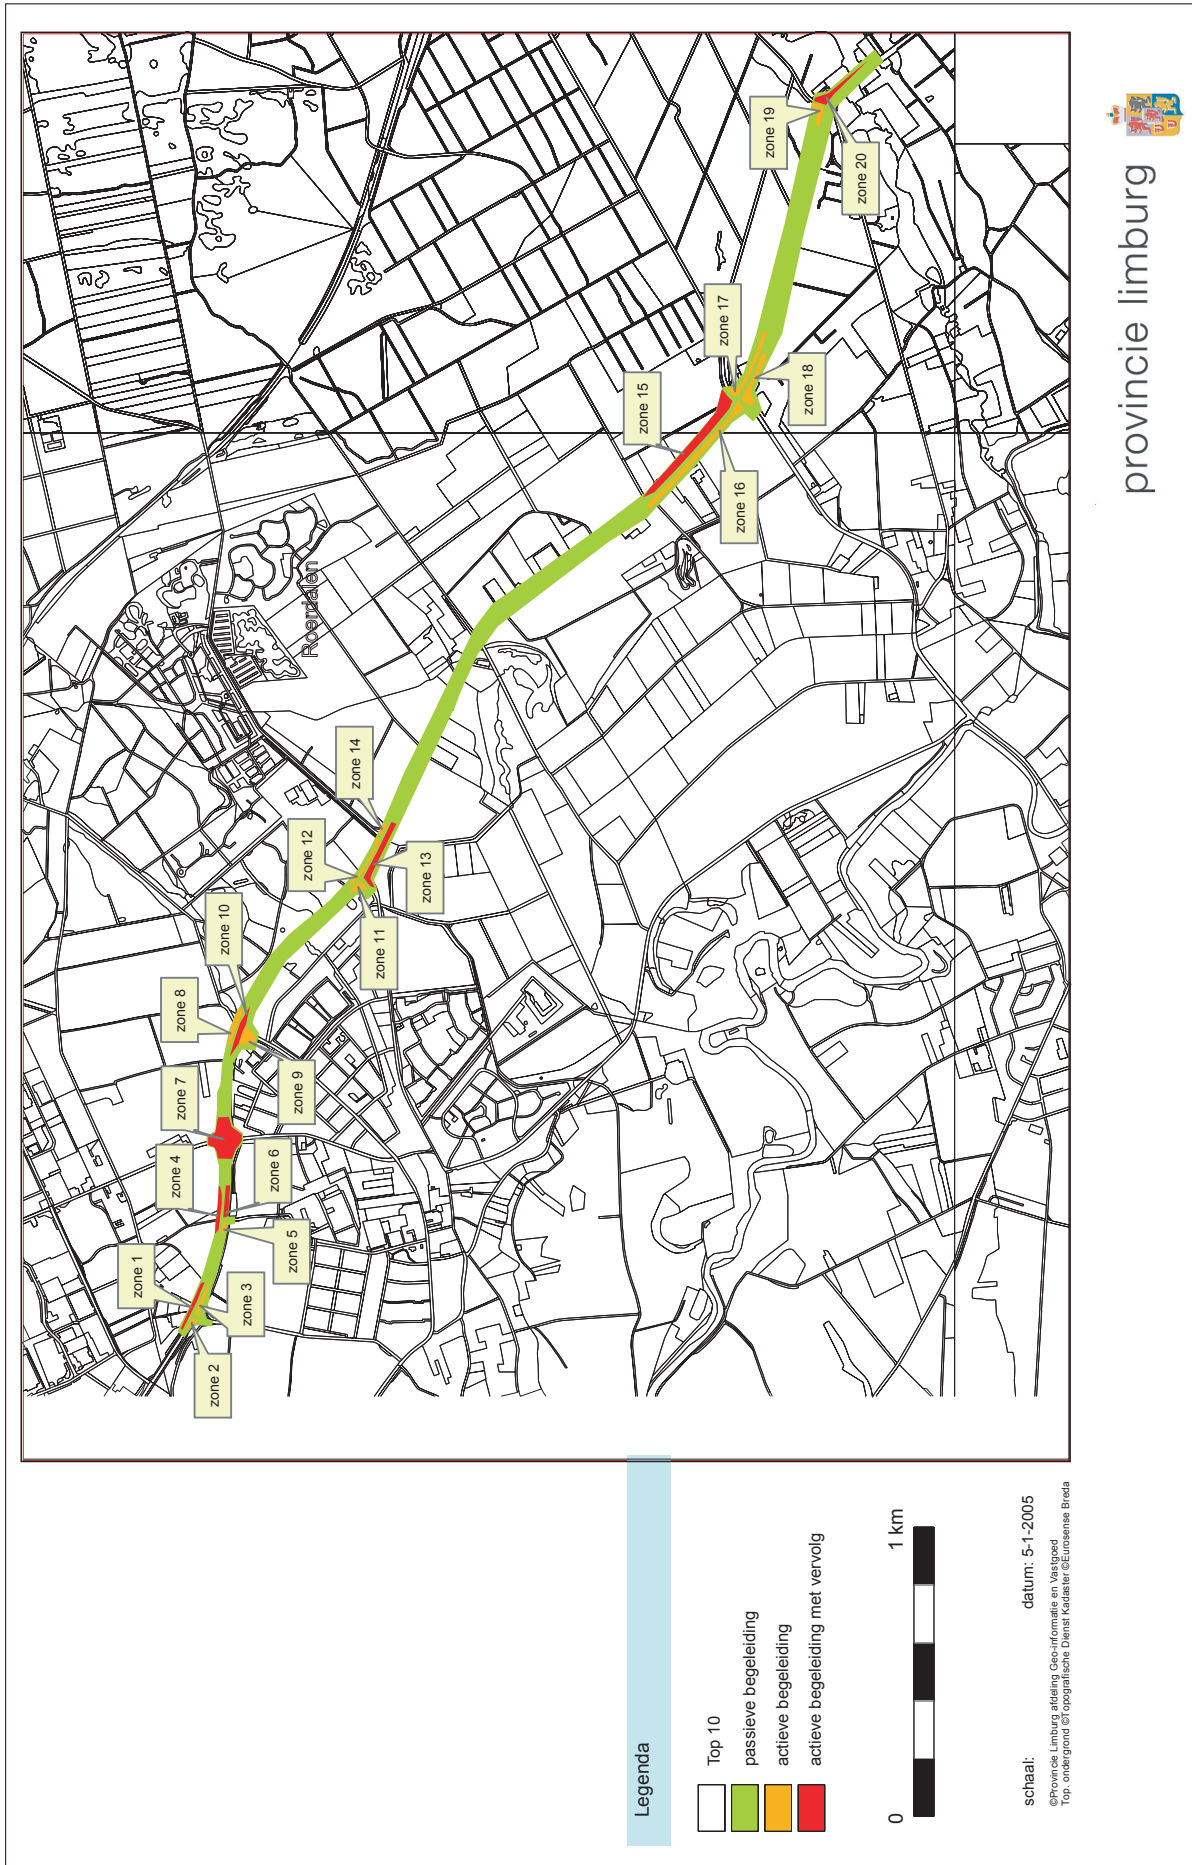 zone 1
zone 2
zone 3
zone 4
zone 5
zone 6
zone 7
zone 8
zone 9
zone 10
zone 11
zone 12
zone 13
zone 14
zone 15
zone 16
zone 17
zone 18
zone 19
zone 20
Roerdalen
Legenda
Top 10
passieve begeleiding
actieve begeleiding
actieve begeleiding met vervolg
0 1 km
schaal: datum: 5-1-2005
©Provincie Limburg afdeling Geo-informatie en Vastgoed
Top. ondergrond ©Topografische Dienst Kadaster ©Eurosense Breda
provincie limburg